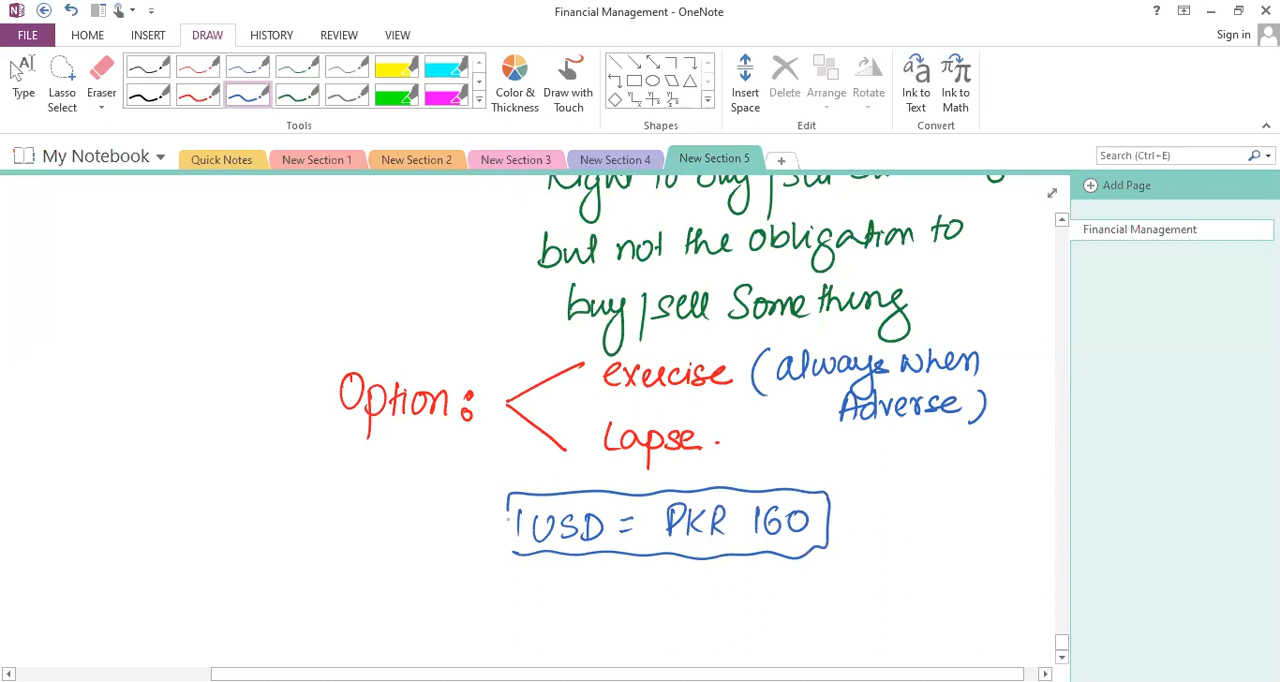 Financial Management - OneNote
?
Sign in
FILE HOME INSERT DRAW HISTORY REVIEW VIEW
Type
Lasso Select
Eraser
Color & Thickness
Draw with Touch
Insert Space
Delete
Arrange
Rotate
Ink to Text
Ink to Math
Tools
Shapes
Edit
Convert
My Notebook
Quick Notes
New Section 1
New Section 2
New Section 3
New Section 4
New Section 5
Search (Ctrl+E)
Add Page
Financial Management
Right to buy | sell
but not the obligation to
buy | sell Something
Option: exercise (always when
Adverse)
Lapse.
1 USD = PKR 160